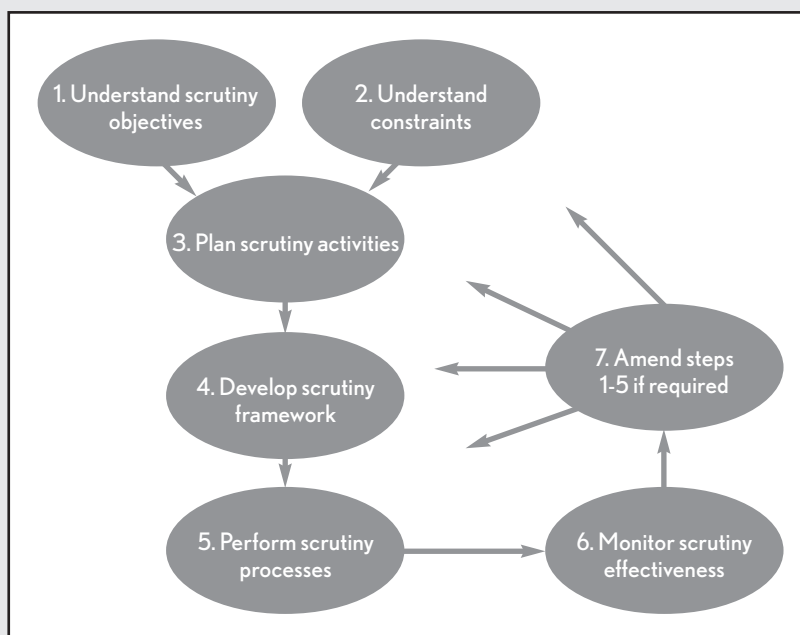 1. Understand scrutiny
objectives
2. Understand
constraints
3. Plan scrutiny activities
4. Develop scrutiny
framework
5. Perform scrutiny
processes
6. Monitor scrutiny
effectiveness
7. Amend steps
1-5 if required